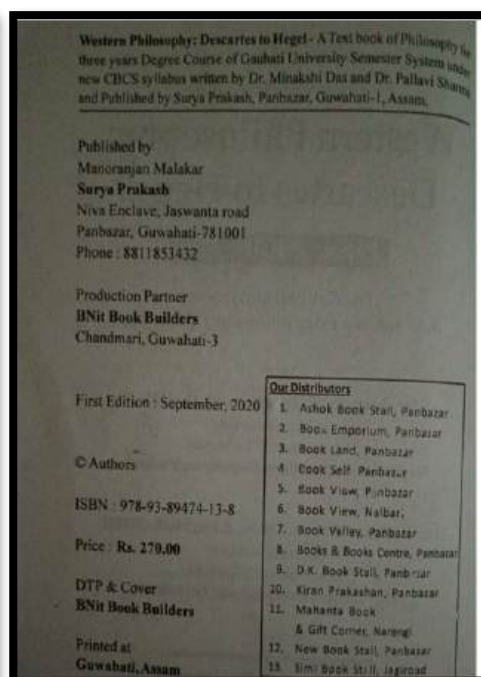 Western Philosophy: Descartes to Hegel - A Text book of Philosophy for
three years Degree Course of Gauhati University Semester System under
new CBCS syllabus written by Dr. Minakshi Das and Dr. Pallavi Sharma
and Published by Surya Prakash, Panbazar, Guwahati-1, Assam.
Published by
Manoranjan Malakar
Surya Prakash
Niva Enclave, Jaswanta road
Panbazar, Guwahati-781001
Phone : 8811853432
Production Partner
BNit Book Builders
Chandmari, Guwahati-3
First Edition : September, 2020
© Authors
ISBN : 978-93-89474-13-8
Price : Rs. 270.00
DTP & Cover
BNit Book Builders
Printed at
Guwahati, Assam
Our Distributors
1. Ashok Book Stall, Panbazar
2. Book Emporium, Panbazar
3. Book Land, Panbazar
4. Book Self, Panbazar
5. Book View, Panbazar
6. Book View, Nalbari
7. Book Valley, Panbazar
8. Books & Books Centre, Panbazar
9. D.K. Book Stall, Panbazar
10. Kiran Prakashan, Panbazar
11. Mahanta Book
& Gift Corner, Narengi
12. New Book Stall, Panbazar
13. Simi Book Stall, Jagiroad